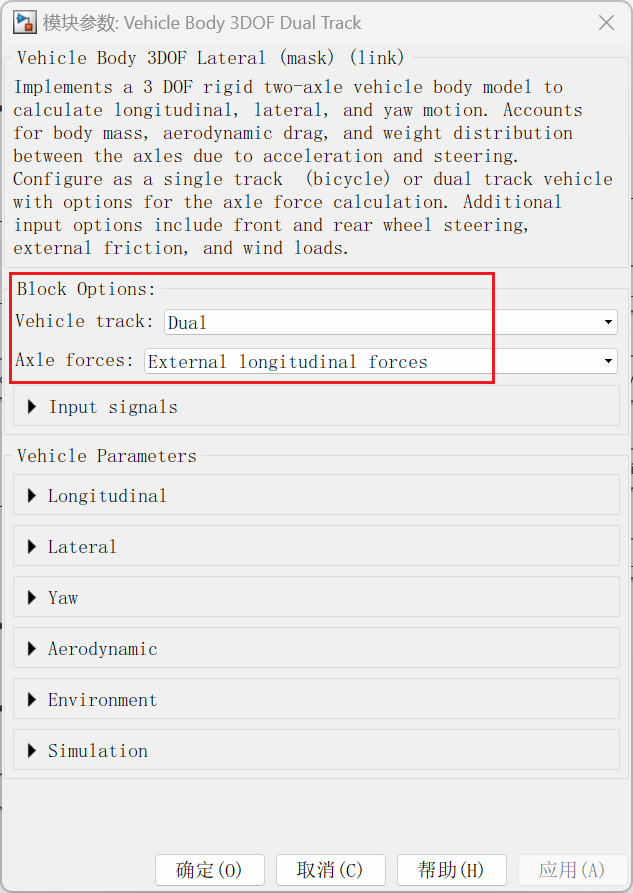 模块参数: Vehicle Body 3DOF Dual Track
Vehicle Body 3DOF Lateral (mask) (link)
Implements a 3 DOF rigid two-axle vehicle body model to
calculate longitudinal, lateral, and yaw motion. Accounts
for body mass, aerodynamic drag, and weight distribution
between the axles due to acceleration and steering.
Configure as a single track  (bicycle) or dual track vehicle
with options for the axle force calculation. Additional
input options include front and rear wheel steering,
external friction, and wind loads.
Block Options:
Vehicle track: Dual
Axle forces: External longitudinal forces
Input signals
Vehicle Parameters
Longitudinal
Lateral
Yaw
Aerodynamic
Environment
Simulation
确定(O) 取消(C) 帮助(H) 应用(A)